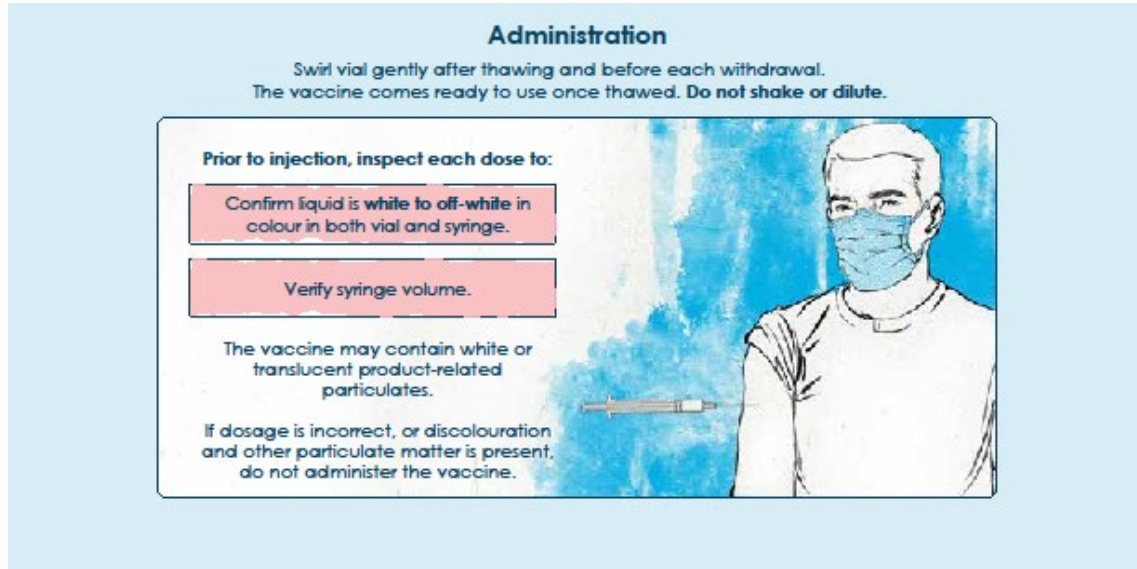 Administration
Swirl vial gently after thawing and before each withdrawal.
The vaccine comes ready to use once thawed. Do not shake or dilute.
Prior to injection, inspect each dose to:
Confirm liquid is white to off-white in
colour in both vial and syringe.
Verify syringe volume.
The vaccine may contain white or
translucent product-related
particulates.
If dosage is incorrect, or discolouration
and other particulate matter is present,
do not administer the vaccine.